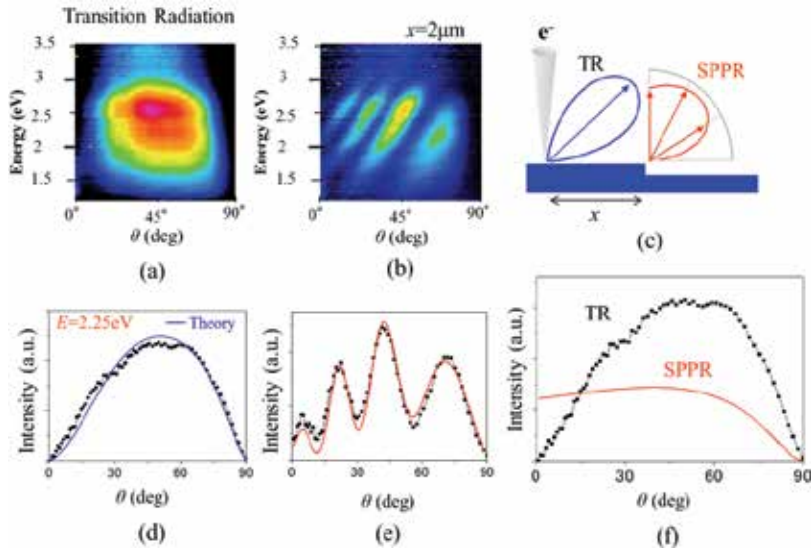 Transition Radiation
Energy (eV)
3.5
3
2.5
2
1.5
0°
45°
90°
θ (deg)
(a)
x=2μm
Energy (eV)
3.5
3
2.5
2
1.5
0°
45°
90°
θ (deg)
(b)
e-
TR
SPPR
x
(c)
E=2.25eV
Theory
Intensity (a.u.)
0
30
60
90
θ (deg)
(d)
Intensity (a.u.)
0
30
60
90
θ (deg)
(e)
TR
SPPR
Intensity (a.u.)
0
30
60
90
θ (deg)
(f)